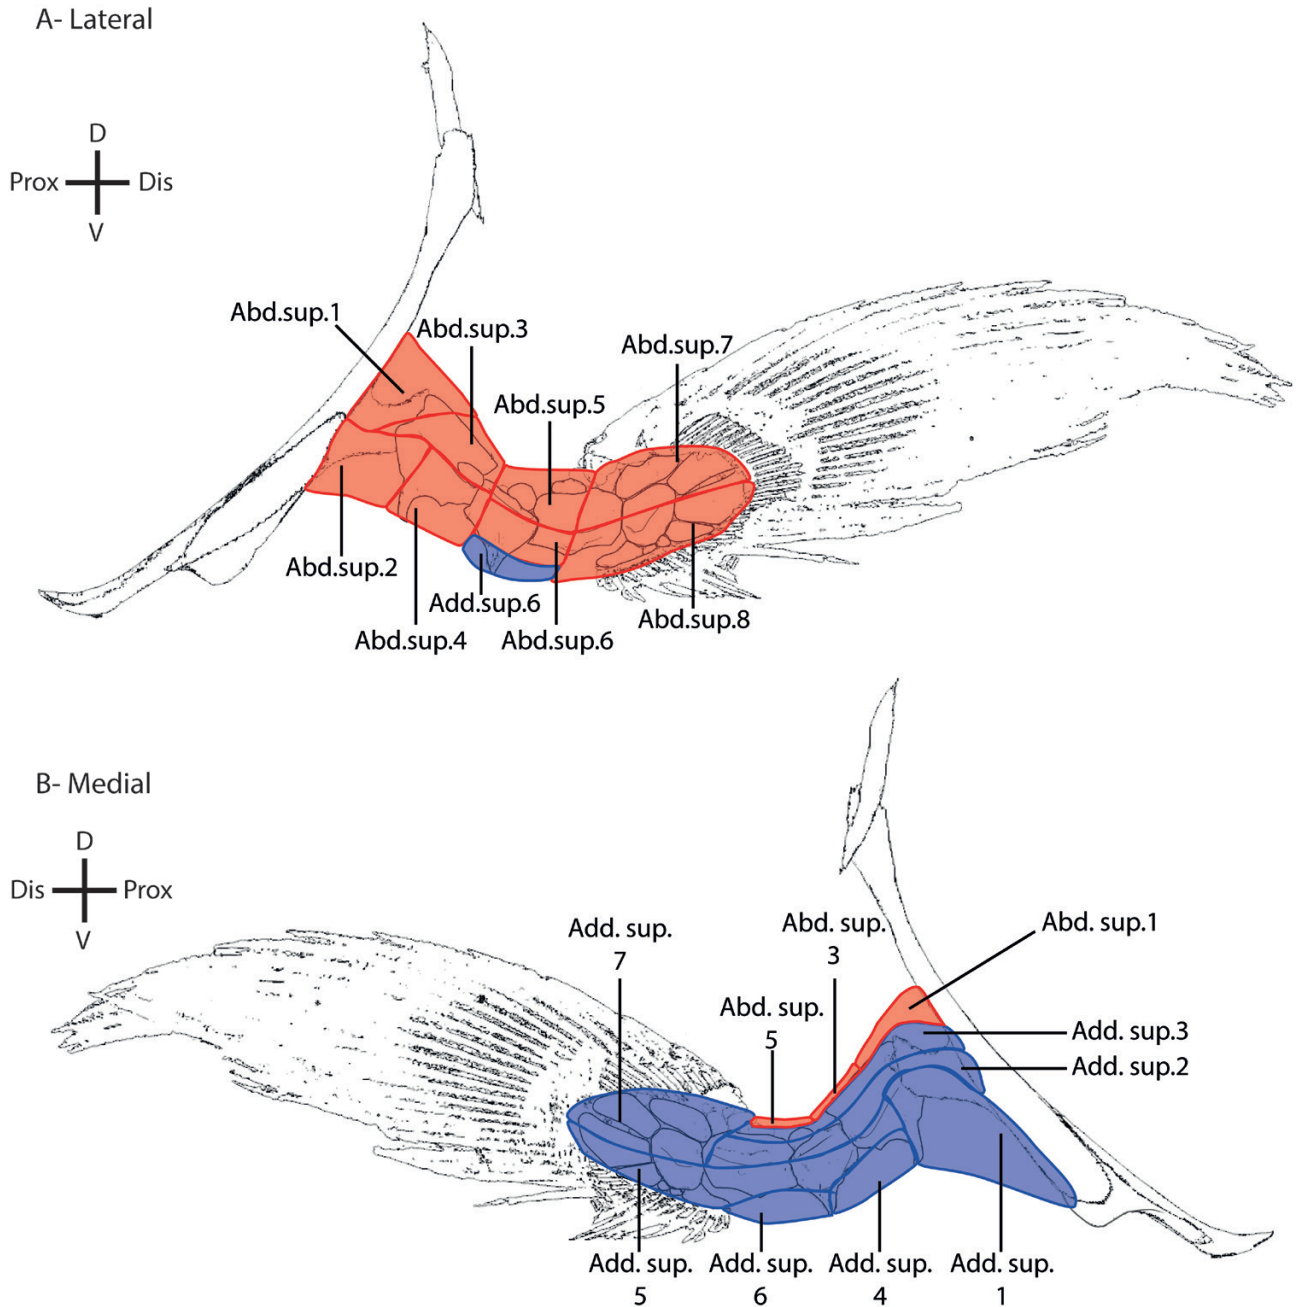 A- Lateral
D
Prox Dis
V
Abd.sup.1
Abd.sup.3
Abd.sup.7
Abd.sup.5
Abd.sup.2
Add.sup.6
Abd.sup.8
Abd.sup.4
Abd.sup.6
B- Medial
D
Dis Prox
V
Add. sup.
7
Abd. sup.
3
Abd. sup.1
Abd. sup.
5
Add. sup.3
Add. sup.2
Add. sup.
5
Add. sup.
6
Add. sup.
4
Add. sup.
1